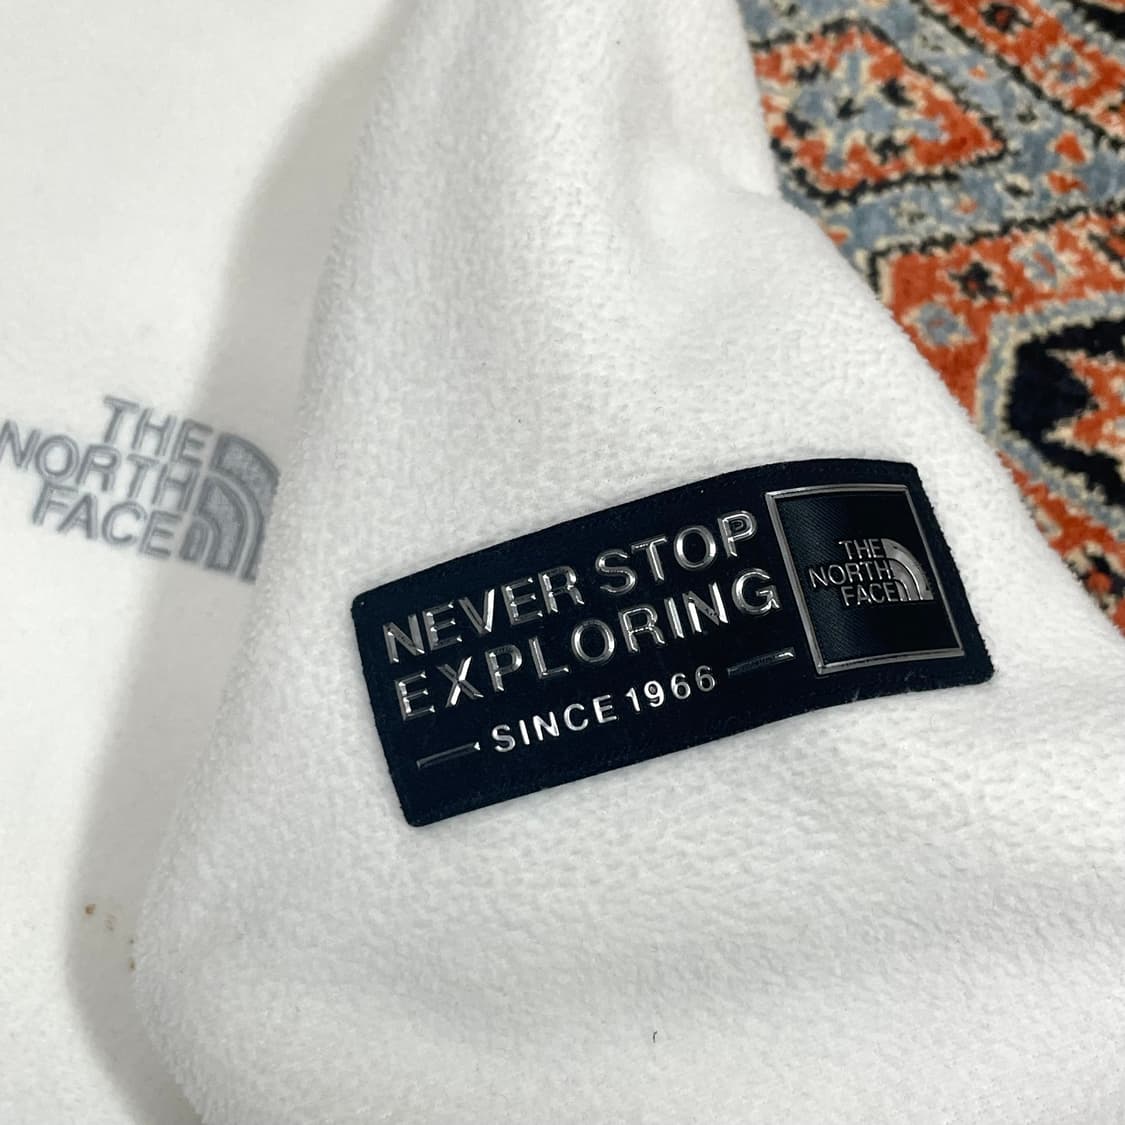 THE
NORTH
FACE
NEVER STOP
EXPLORING
SINCE 1966
THE
NORTH
FACE